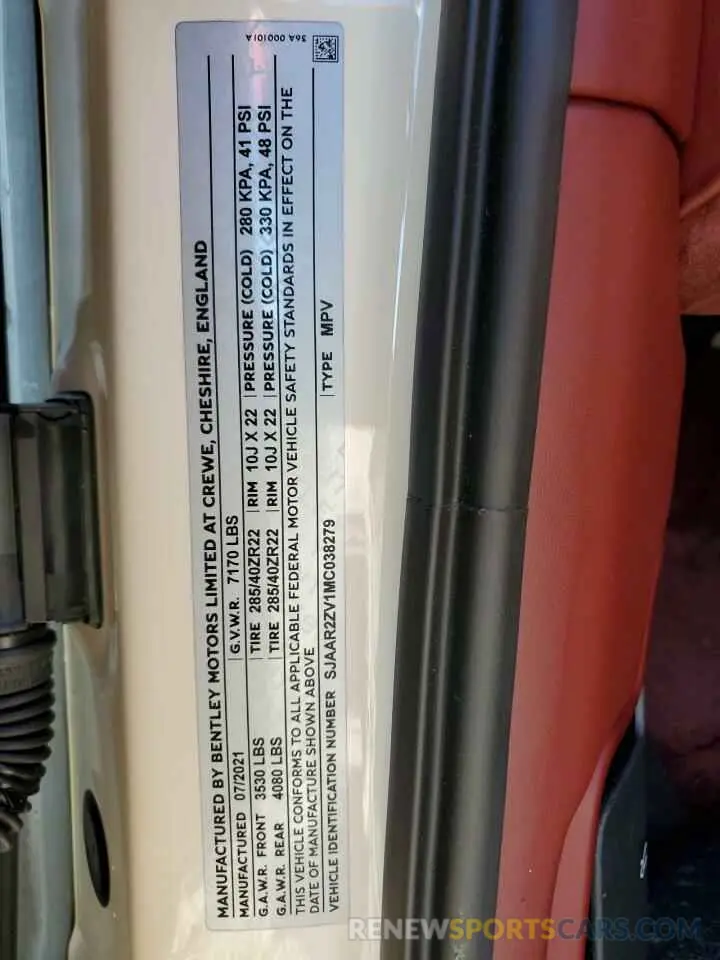 36A 000101A
MANUFACTURED BY BENTLEY MOTORS LIMITED AT CREWE, CHESHIRE, ENGLAND
MANUFACTURED 07/2021 G.V.W.R. 7170 LBS
G.A.W.R. FRONT 3530 LBS TIRE 285/40ZR22 RIM 10J X 22 PRESSURE (COLD) 280 KPA, 41 PSI
G.A.W.R. REAR 4080 LBS TIRE 285/40ZR22 RIM 10J X 22 PRESSURE (COLD) 330 KPA, 48 PSI
THIS VEHICLE CONFORMS TO ALL APPLICABLE FEDERAL MOTOR VEHICLE SAFETY STANDARDS IN EFFECT ON THE
DATE OF MANUFACTURE SHOWN ABOVE
VEHICLE IDENTIFICATION NUMBER SJAAR2ZV1MC038279 TYPE MPV
RENEWSPORTSCARS.COM